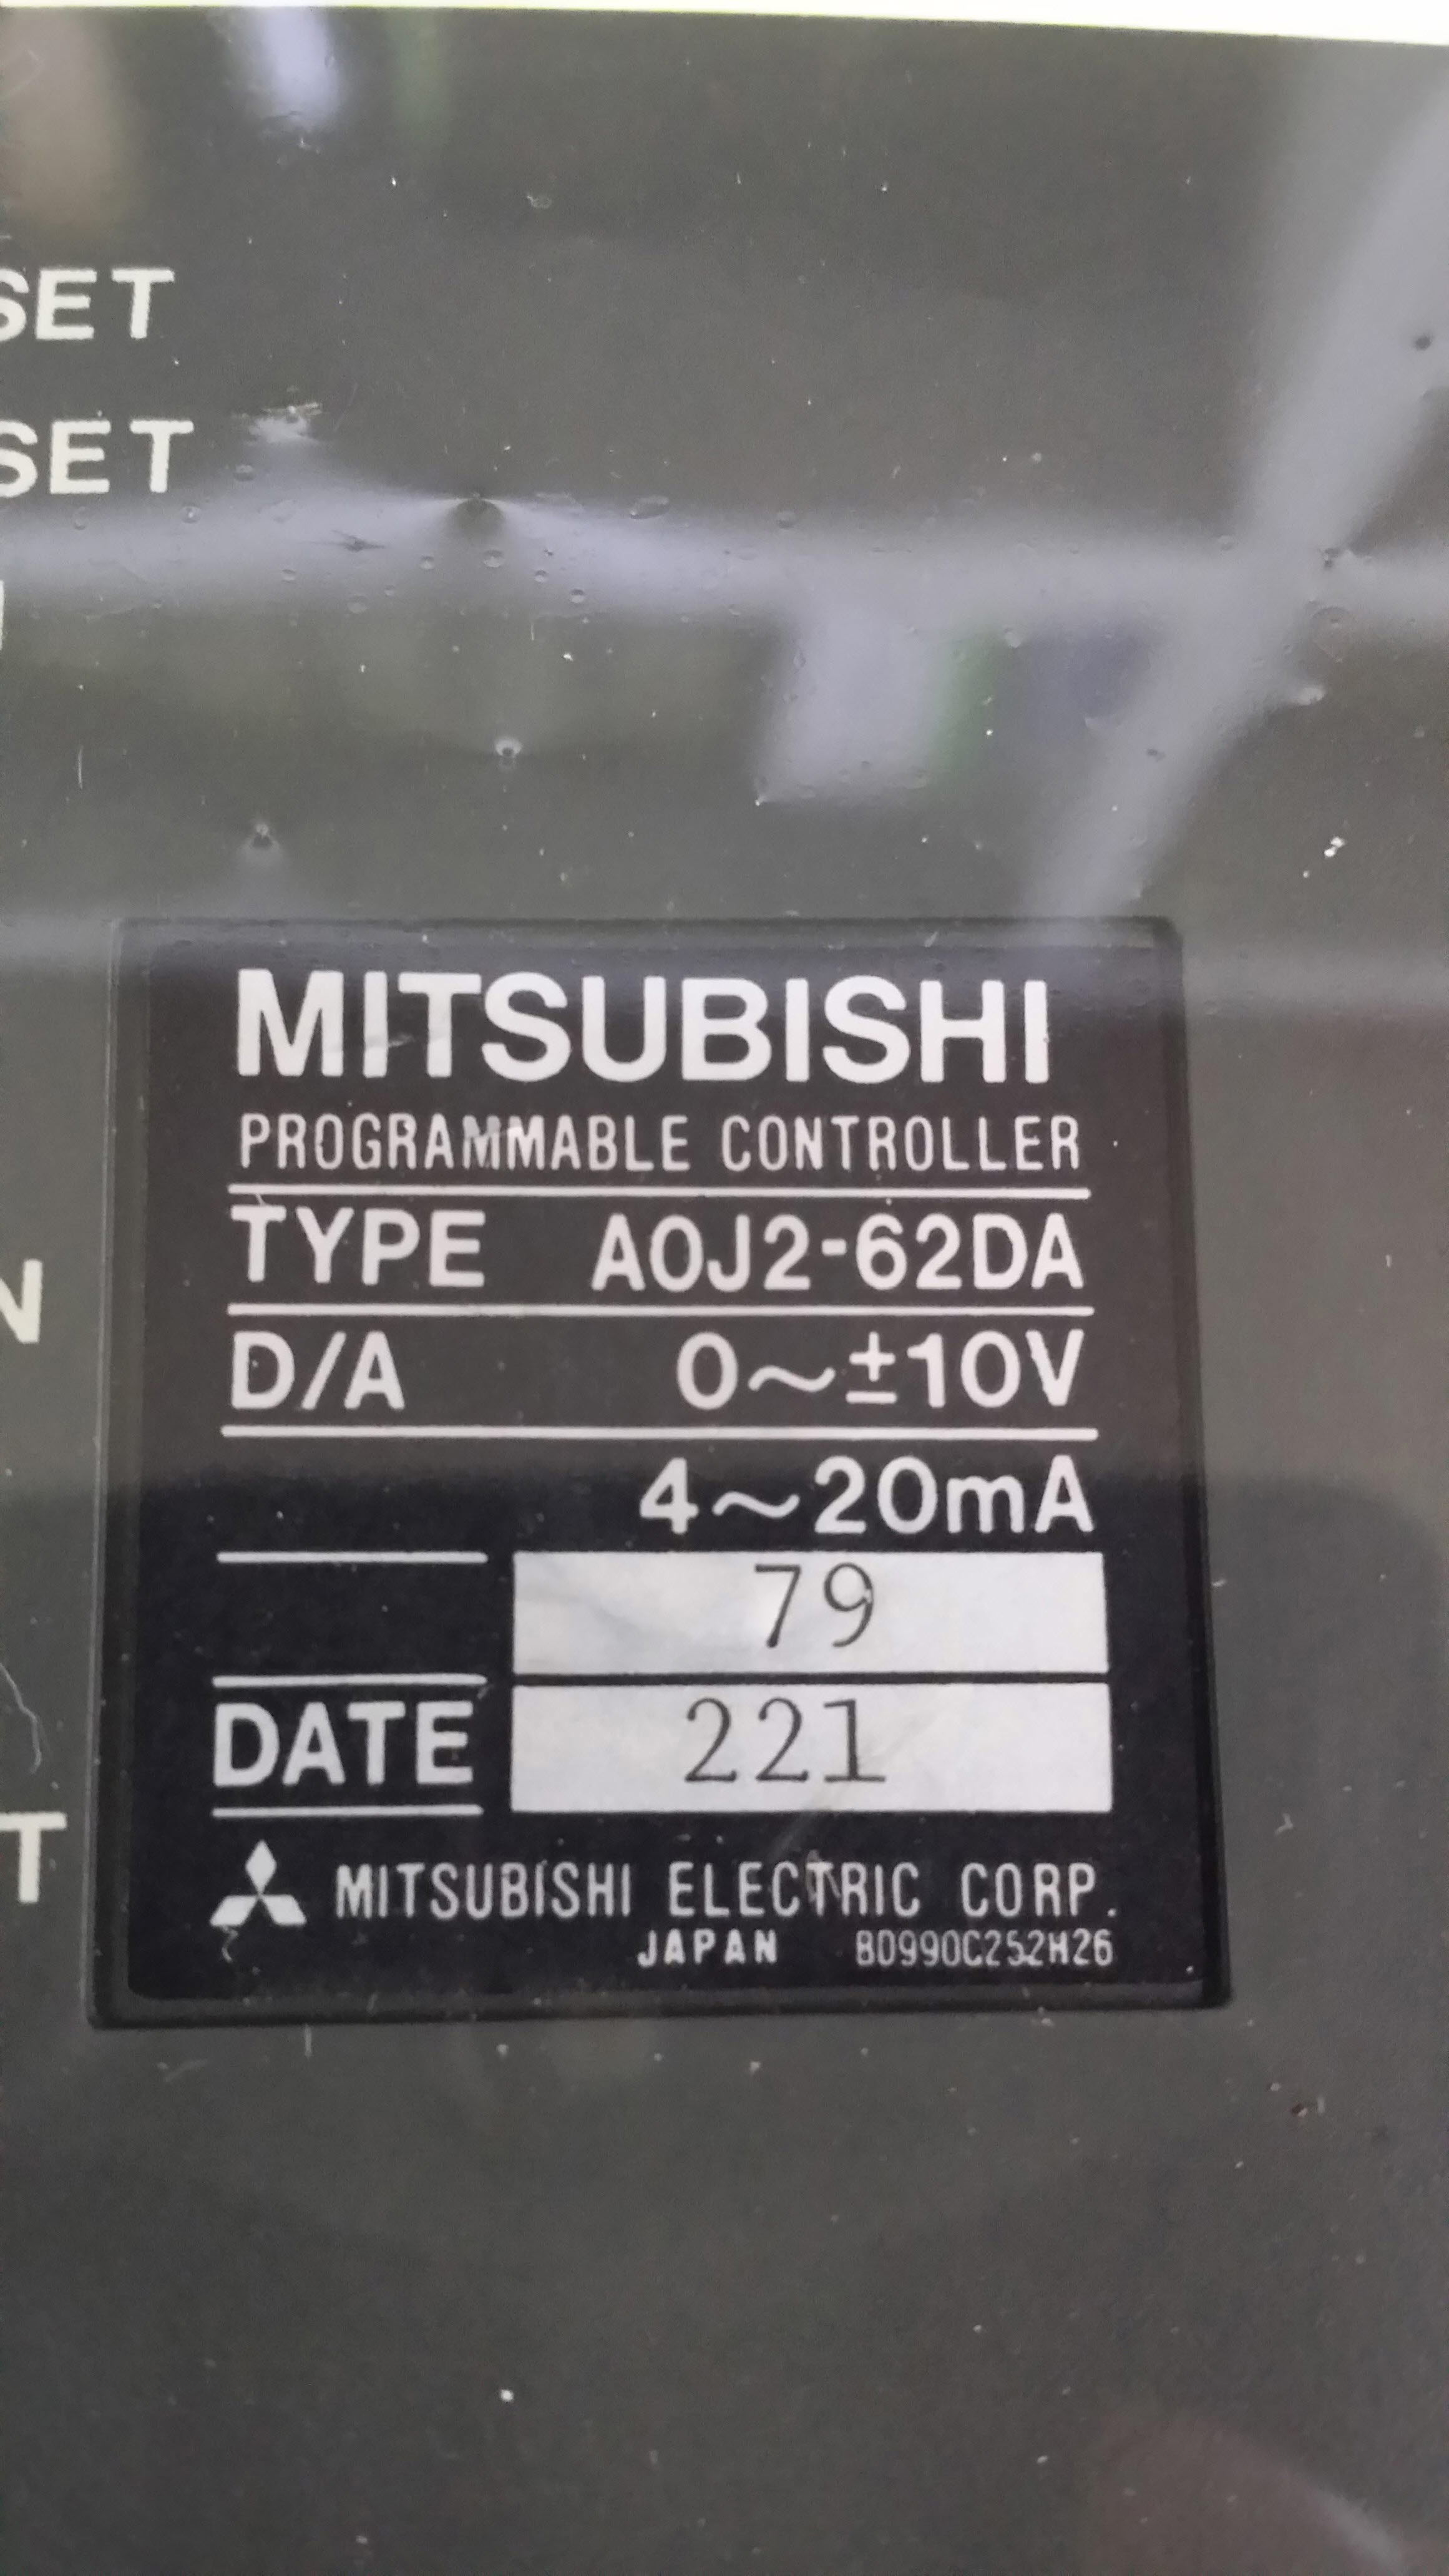 SET
SET
N
MITSUBISHI
PROGRAMMABLE CONTROLLER
TYPE A0J2-62DA
D/A 0~±10V
4~20mA
79
DATE 221
T
MITSUBISHI ELECTRIC CORP.
JAPAN BD990C252H26